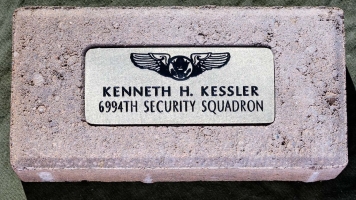 KENNETH H. KESSLER
6994TH SECURITY SQUADRON